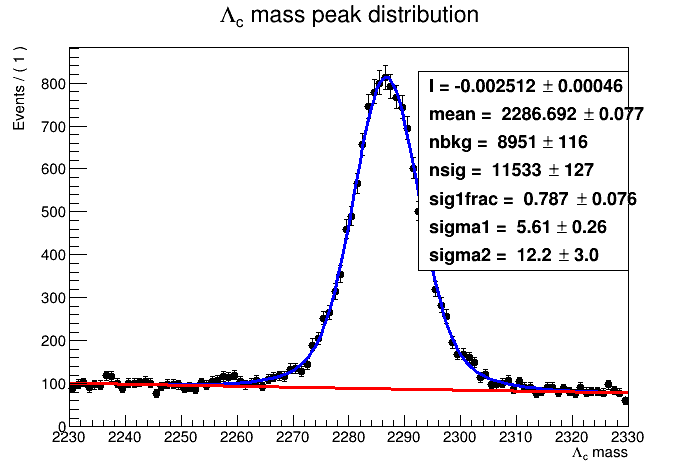 Λc mass peak distribution
Events / ( 1 )
800
700
600
500
400
300
200
100
0
l = -0.002512 ± 0.00046
mean = 2286.692 ± 0.077
nbkg = 8951 ± 116
nsig = 11533 ± 127
sig1frac = 0.787 ± 0.076
sigma1 = 5.61 ± 0.26
sigma2 = 12.2 ± 3.0
2230 2240 2250 2260 2270 2280 2290 2300 2310 2320 2330
Λc mass